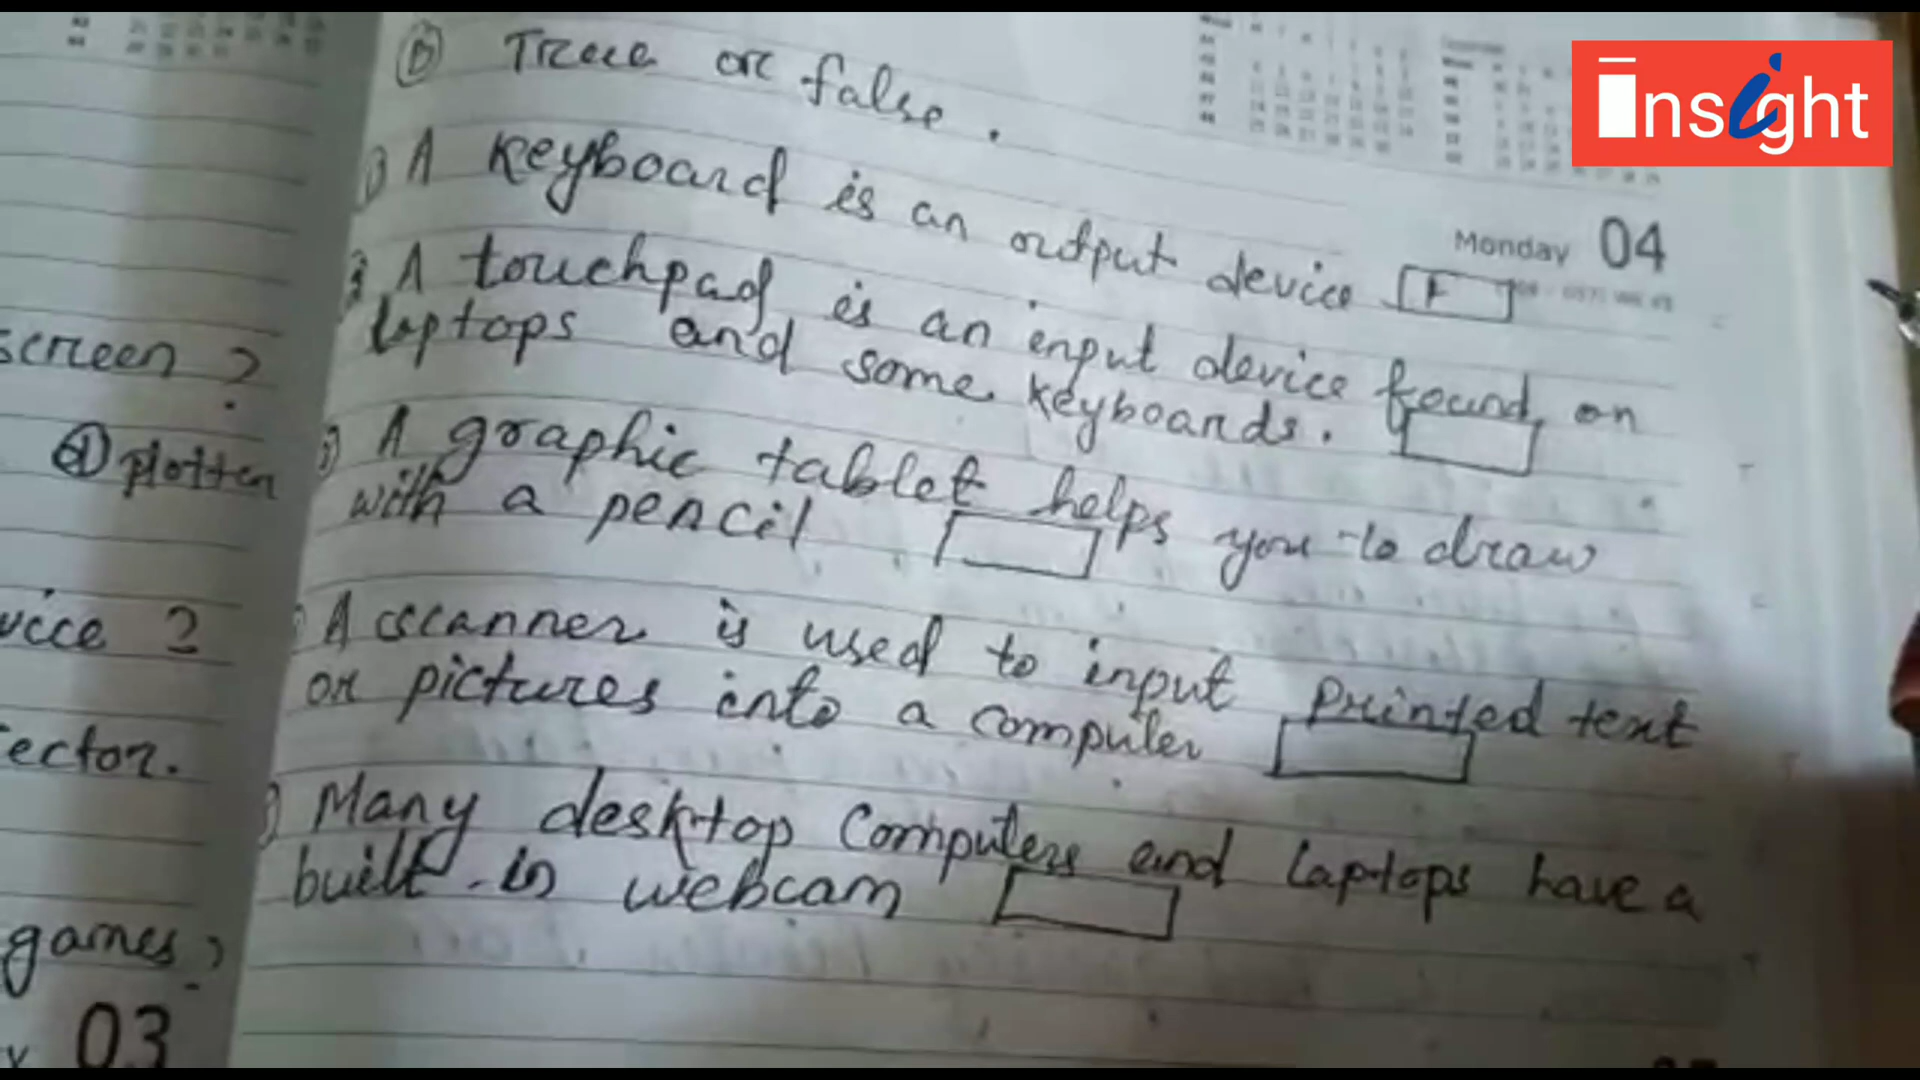 Insight
D True or false.
1) A keyboard is an output device F
Monday 04
2) A touchpad is an input device found on
laptops and some keyboards.
screen ?
d) plotter
3) A graphic tablet helps you to draw
with a pencil
vice ?
A scanner is used to input printed text
or pictures into a computer
ector.
Many desktop computers and laptops have a
built-in webcam
games?
03